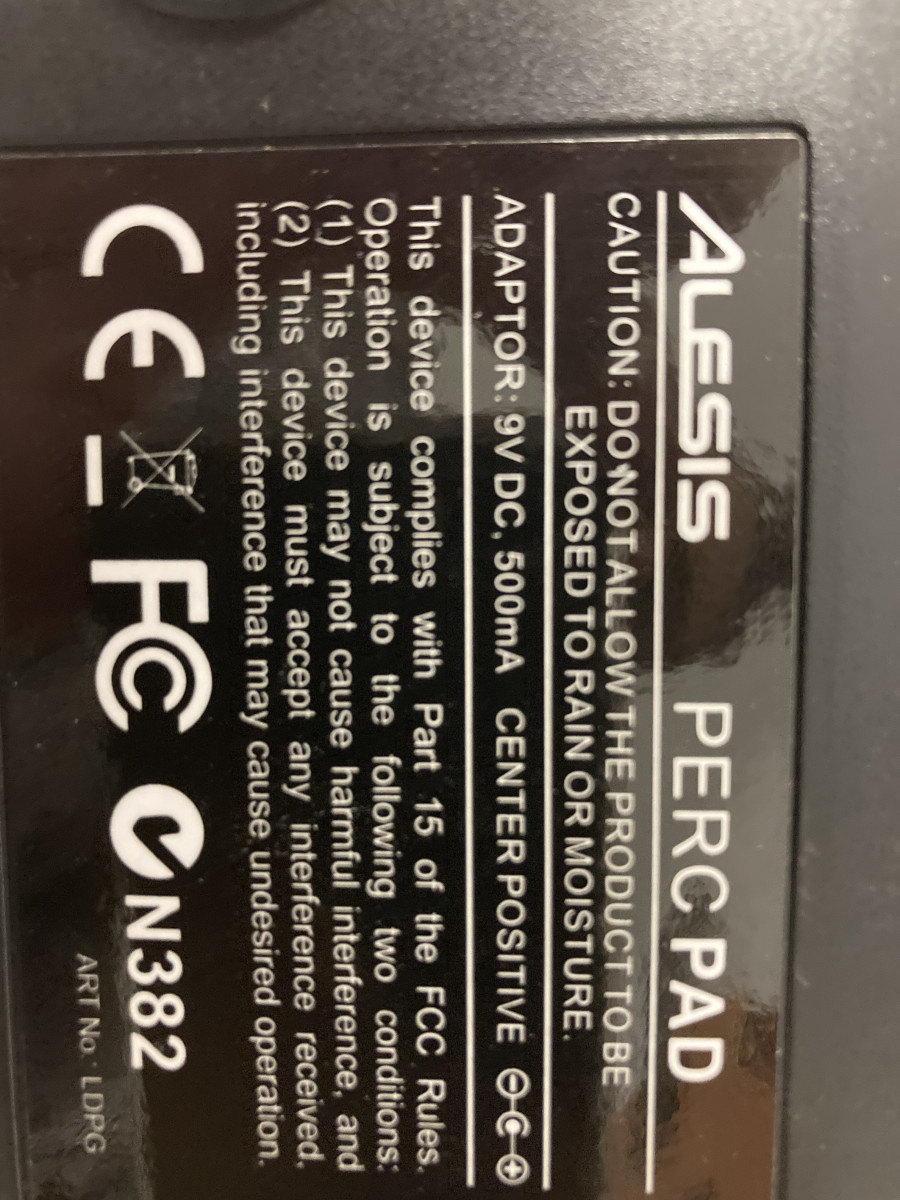 ALESIS PERC PAD
CAUTION: DO NOT ALLOW THE PRODUCT TO BE
EXPOSED TO RAIN OR MOISTURE.
ADAPTOR: 9V DC, 500mA CENTER POSITIVE
This device complies with Part 15 of the FCC Rules.
Operation is subject to the following two conditions:
(1) This device may not cause harmful interference, and
(2) This device must accept any interference received,
including interference that may cause undesired operation.
CE FC N382
ART No.: LDPG